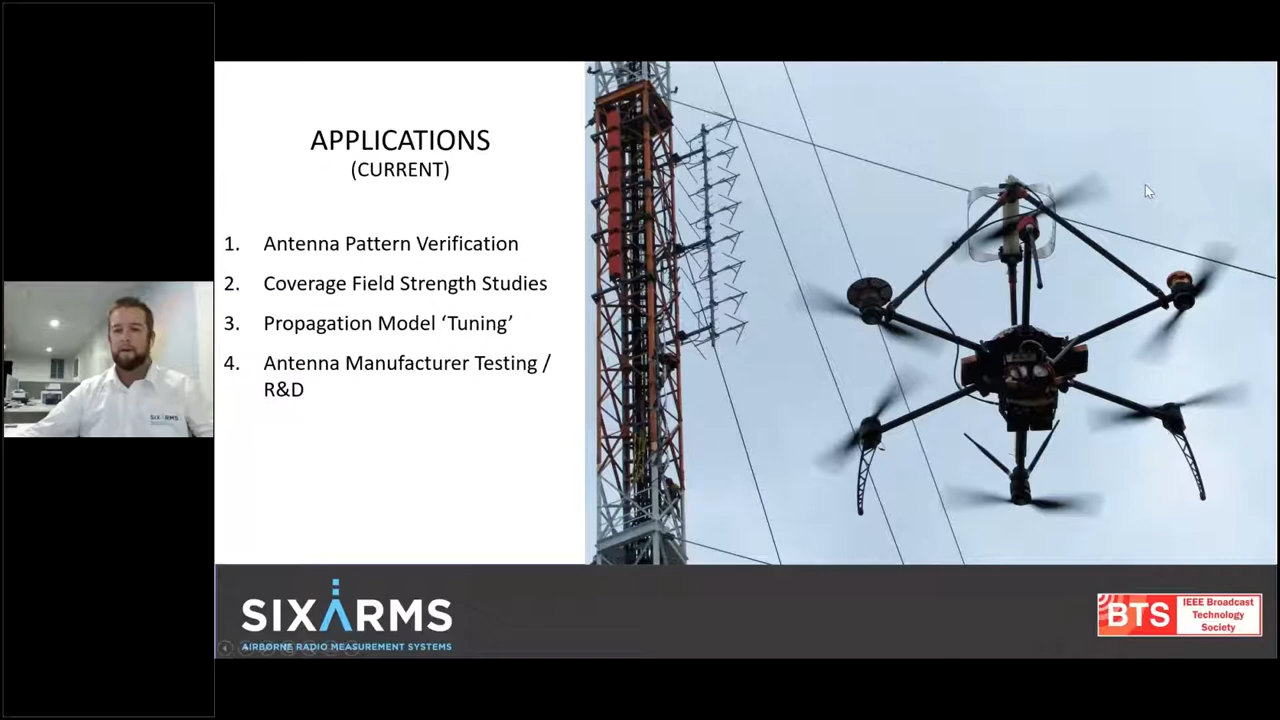 APPLICATIONS
(CURRENT)
1. Antenna Pattern Verification
2. Coverage Field Strength Studies
3. Propagation Model ‘Tuning’
4. Antenna Manufacturer Testing /
R&D
SIXARMS
SIXARMS
AIRBORNE RADIO MEASUREMENT SYSTEMS
BTS
IEEE Broadcast
Technology
Society